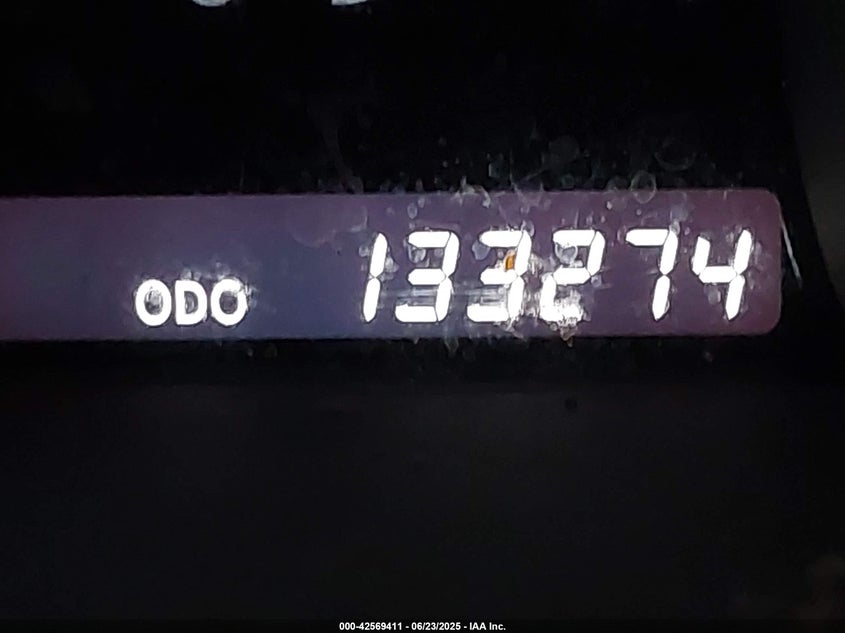 ODO 133274
000-42569411 - 06/23/2025 - IAA Inc.